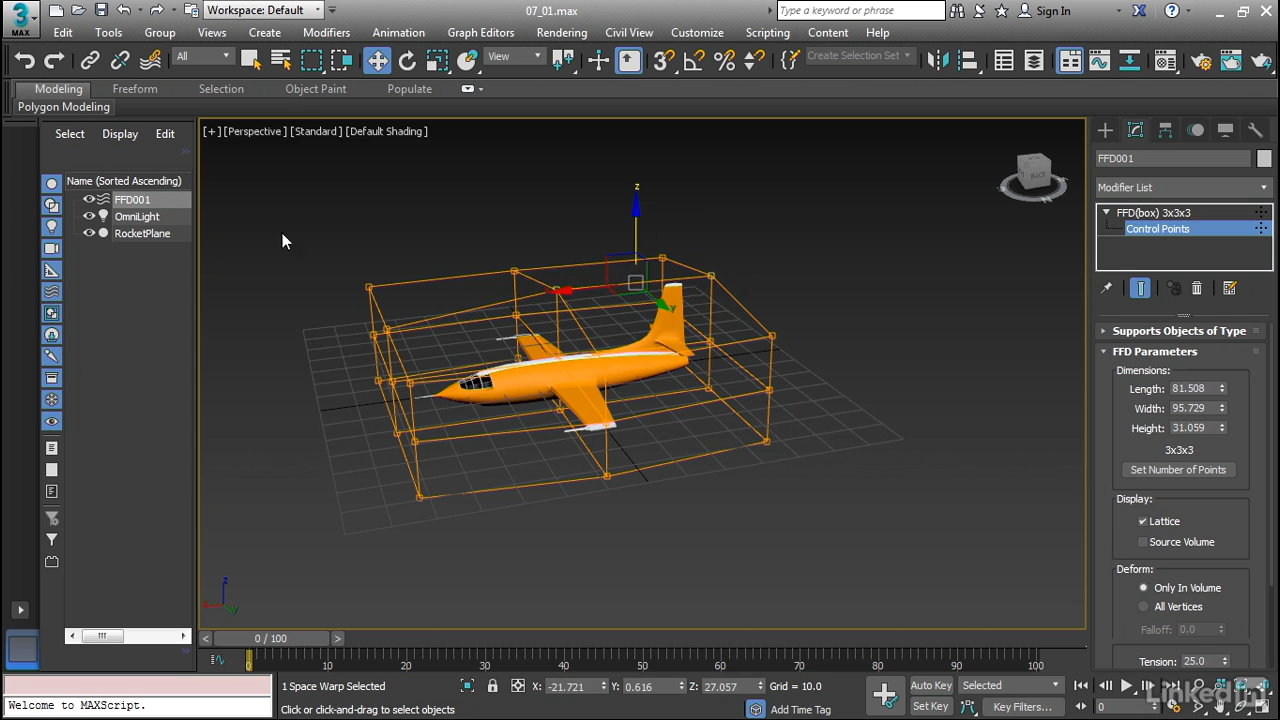 3
MAX
Workspace: Default
07_01.max
Type a keyword or phrase
Sign In
Edit Tools Group Views Create Modifiers Animation Graph Editors Rendering Civil View Customize Scripting Content Help
All
View
Create Selection Set
Modeling Freeform Selection Object Paint Populate
Polygon Modeling
Select Display Edit
Name (Sorted Ascending)
FFD001
OmniLight
RocketPlane
[+] [Perspective] [Standard] [Default Shading]
z
y
BACK
z
x
y
FFD001
Modifier List
FFD(box) 3x3x3
Control Points
Supports Objects of Type
FFD Parameters
Dimensions:
Length: 81.508
Width: 95.729
Height: 31.059
3x3x3
Set Number of Points
Display:
Lattice
Source Volume
Deform:
Only In Volume
All Vertices
Falloff: 0.0
Tension: 25.0
0 / 100
0 10 20 30 40 50 60 70 80 90 100
1 Space Warp Selected
X: -21.721 Y: 0.616 Z: 27.057 Grid = 10.0
Auto Key Selected
Welcome to MAXScript.
Click or click-and-drag to select objects
Add Time Tag
Set Key Key Filters...
0
LinkedIn